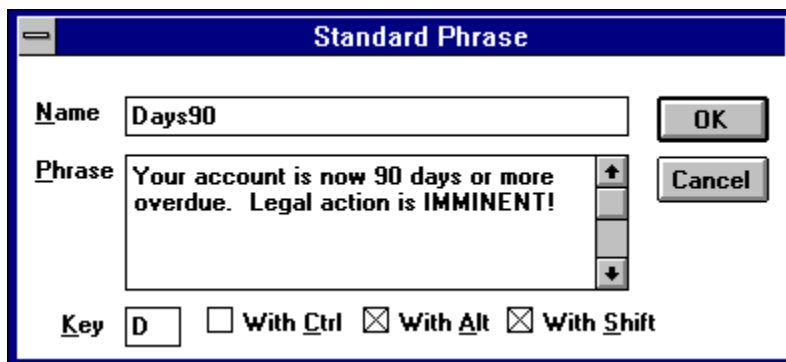 Standard Phrase
Name Days90 OK
Phrase Your account is now 90 days or more Cancel
overdue.  Legal action is IMMINENT!
Key D With Ctrl With Alt With Shift